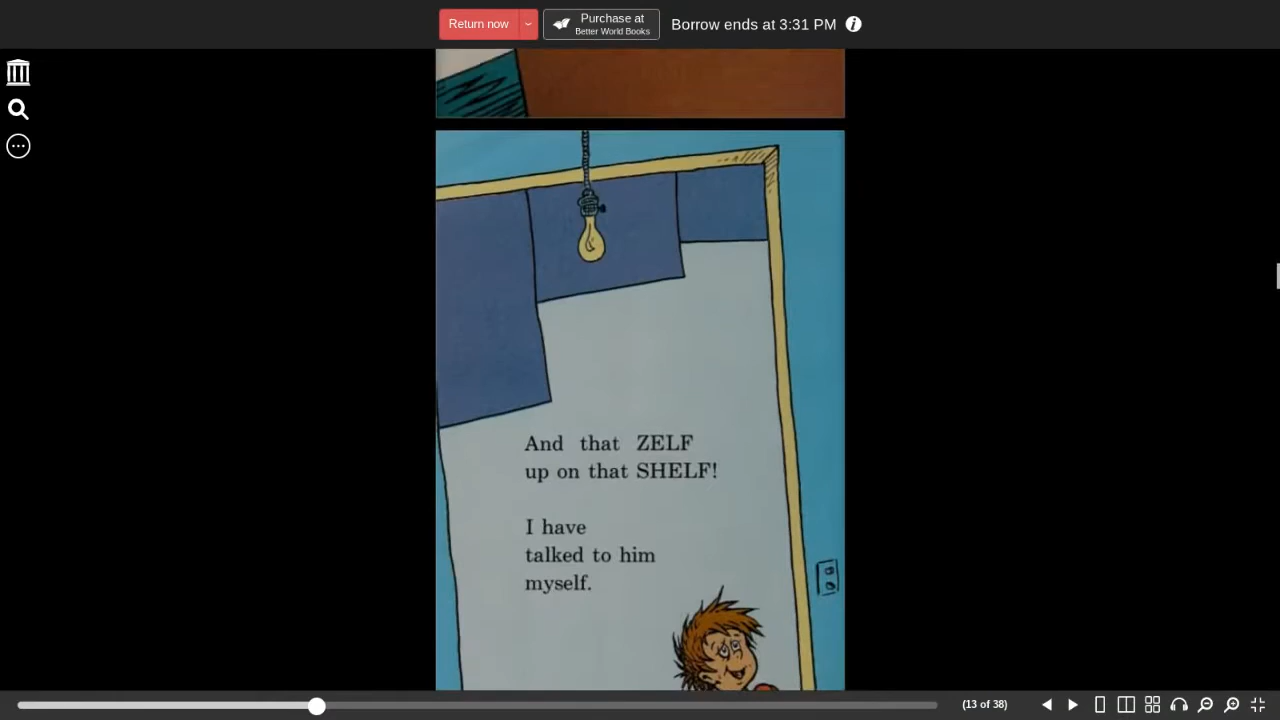 Return now
Purchase at
Better World Books
Borrow ends at 3:31 PM
And that ZELF
up on that SHELF!
I have
talked to him
myself.
(13 of 38)